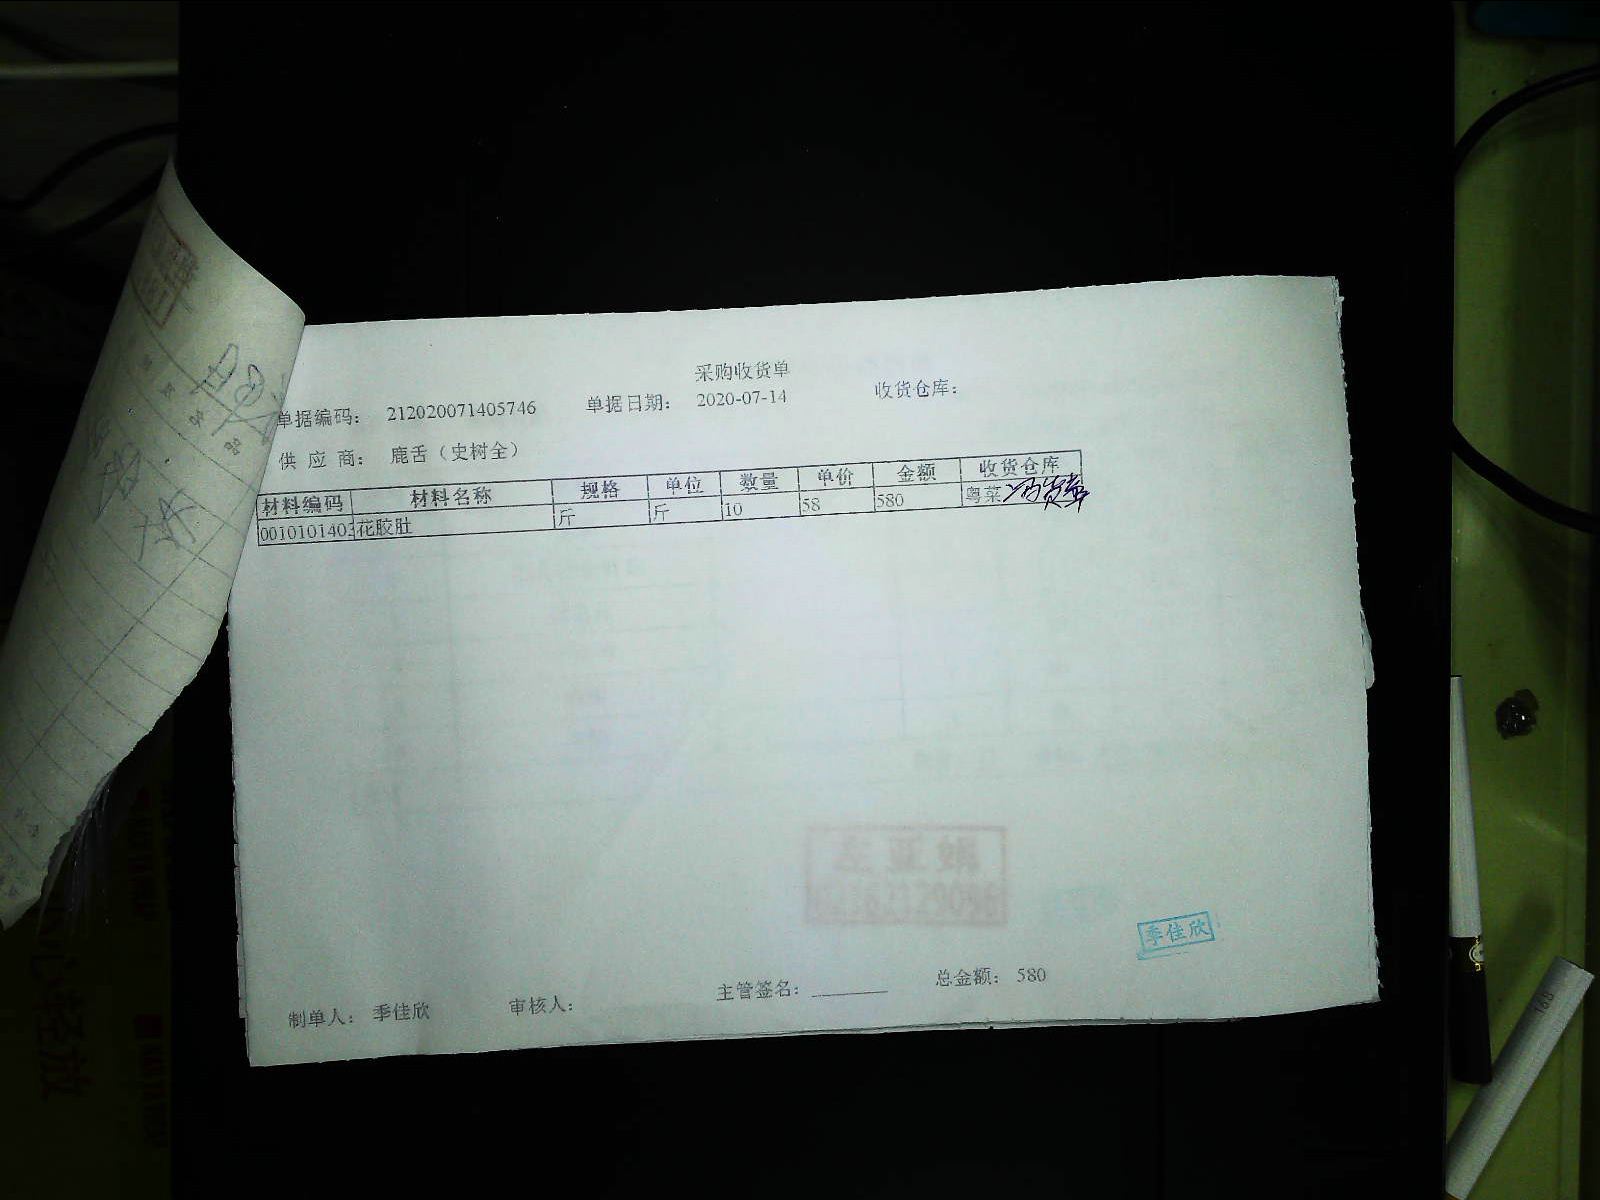 采购收货单
单据编码： 212020071405746 单据日期： 2020-07-14 收货仓库：
供 应 商： 鹿舌（史树全）
材料编码 材料名称 规格 单位 数量 单价 金额 收货仓库
0010101403 花胶肚 斤 斤 10 58 580 粤菜
季佳欣
制单人： 季佳欣 审核人： 主管签名： 总金额： 580